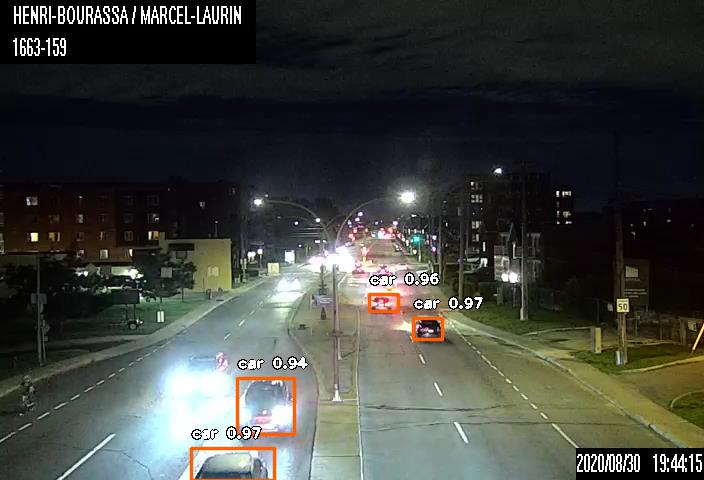 HENRI-BOURASSA / MARCEL-LAURIN
1663-159
car 0.96
car 0.97
50
car 0.94
car 0.97
2020/08/30 19:44:15